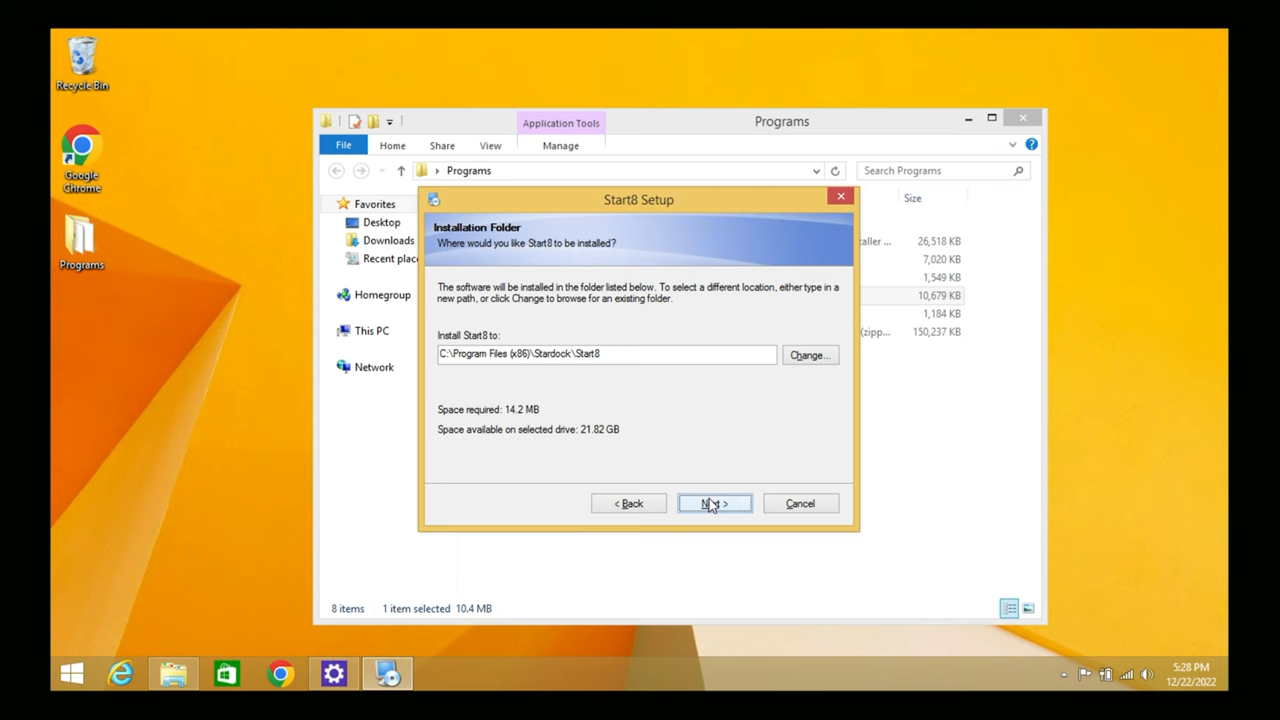 Recycle Bin
Google
Chrome
Programs
Application Tools
Programs
File
Home
Share
View
Manage
Programs
Search Programs
Favorites
Desktop
Downloads
Recent plac
Homegroup
This PC
Network
Size
aller ...
26,518 KB
7,020 KB
1,549 KB
10,679 KB
1,184 KB
(zipp...
150,237 KB
Start8 Setup
Installation Folder
Where would you like Start8 to be installed?
The software will be installed in the folder listed below. To select a different location, either type in a
new path, or click Change to browse for an existing folder.
Install Start8 to:
C:\Program Files (x86)\Stardock\Start8
Change...
Space required: 14.2 MB
Space available on selected drive: 21.82 GB
< Back
Cancel
8 items
1 item selected 10.4 MB
5:28 PM
12/22/2022